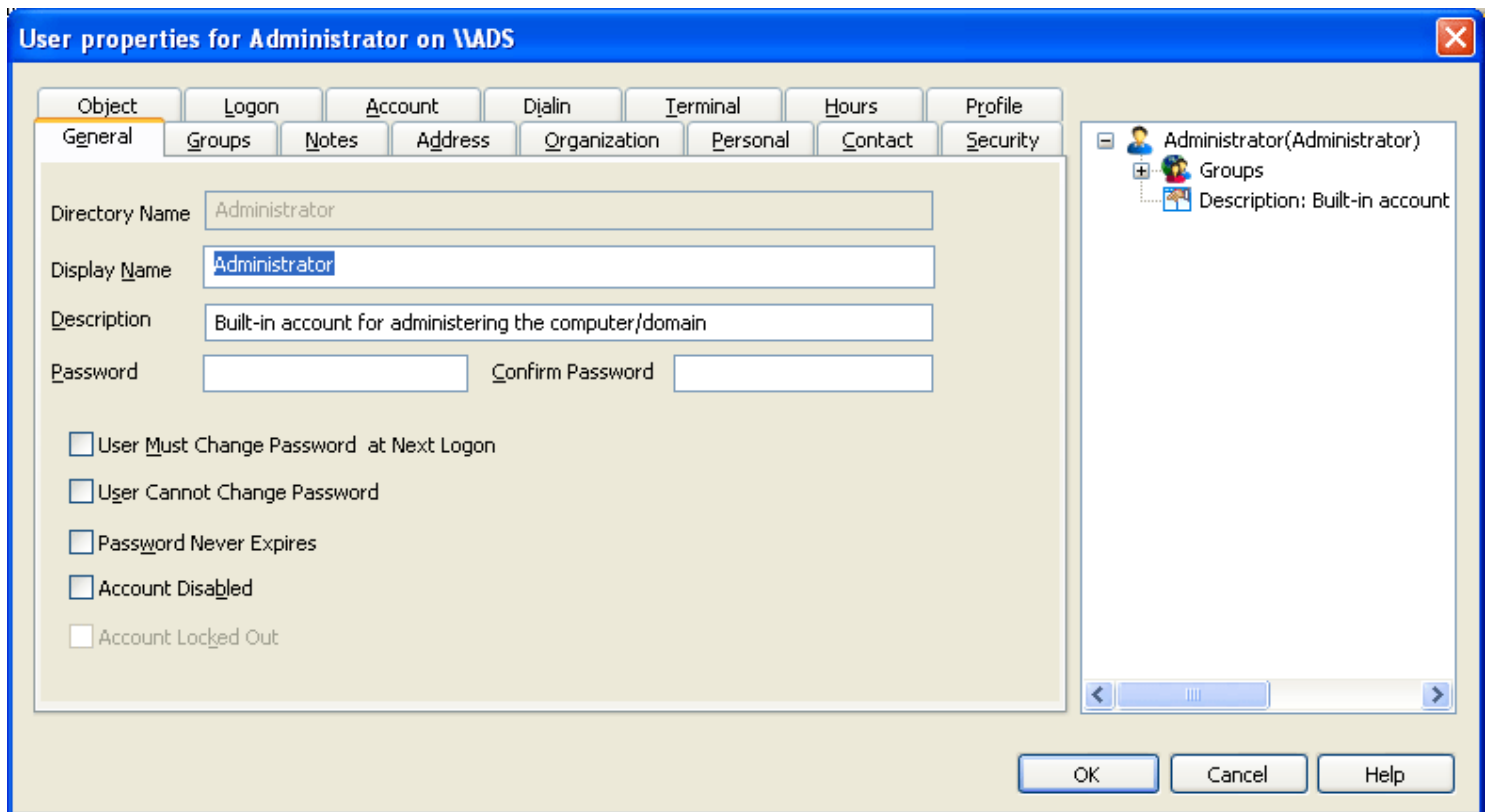 User properties for Administrator on \\ADS
Object Logon Account Dialin Terminal Hours Profile
General Groups Notes Address Organization Personal Contact Security
Directory Name Administrator
Display Name Administrator
Description Built-in account for administering the computer/domain
Password Confirm Password
User Must Change Password at Next Logon
User Cannot Change Password
Password Never Expires
Account Disabled
Account Locked Out
Administrator(Administrator)
Groups
Description: Built-in account
OK Cancel Help